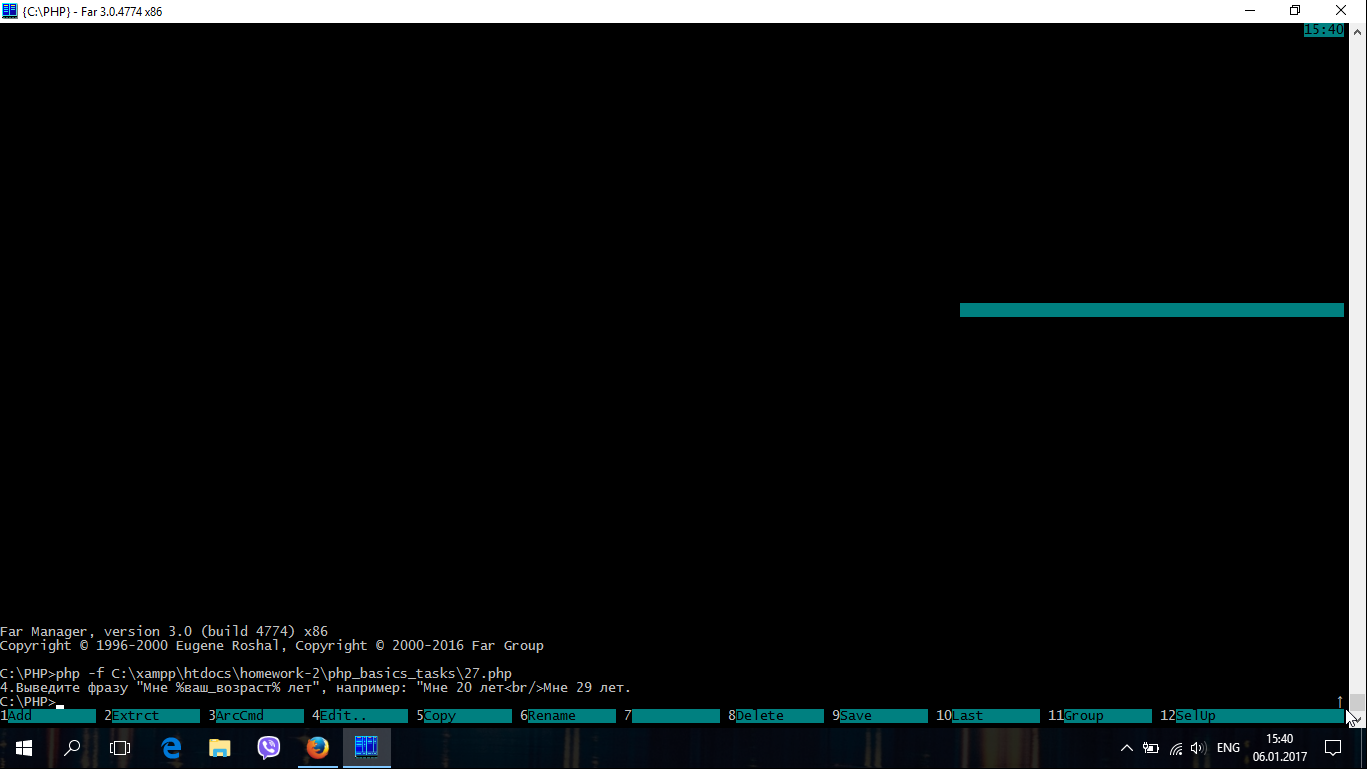 {C:\PHP} - Far 3.0.4774 x86
15:40
Far Manager, version 3.0 (build 4774) x86
Copyright © 1996-2000 Eugene Roshal, Copyright © 2000-2016 Far Group
C:\PHP>php -f C:\xampp\htdocs\homework-2\php_basics_tasks\27.php
4.Выведите фразу "Мне %ваш_возраст% лет", например: "Мне 20 лет<br/>Мне 29 лет.
C:\PHP>
1Add 2Extrct 3ArcCmd 4Edit.. 5Copy 6Rename 7 8Delete 9Save 10Last 11Group 12SelUp
ENG
15:40
06.01.2017